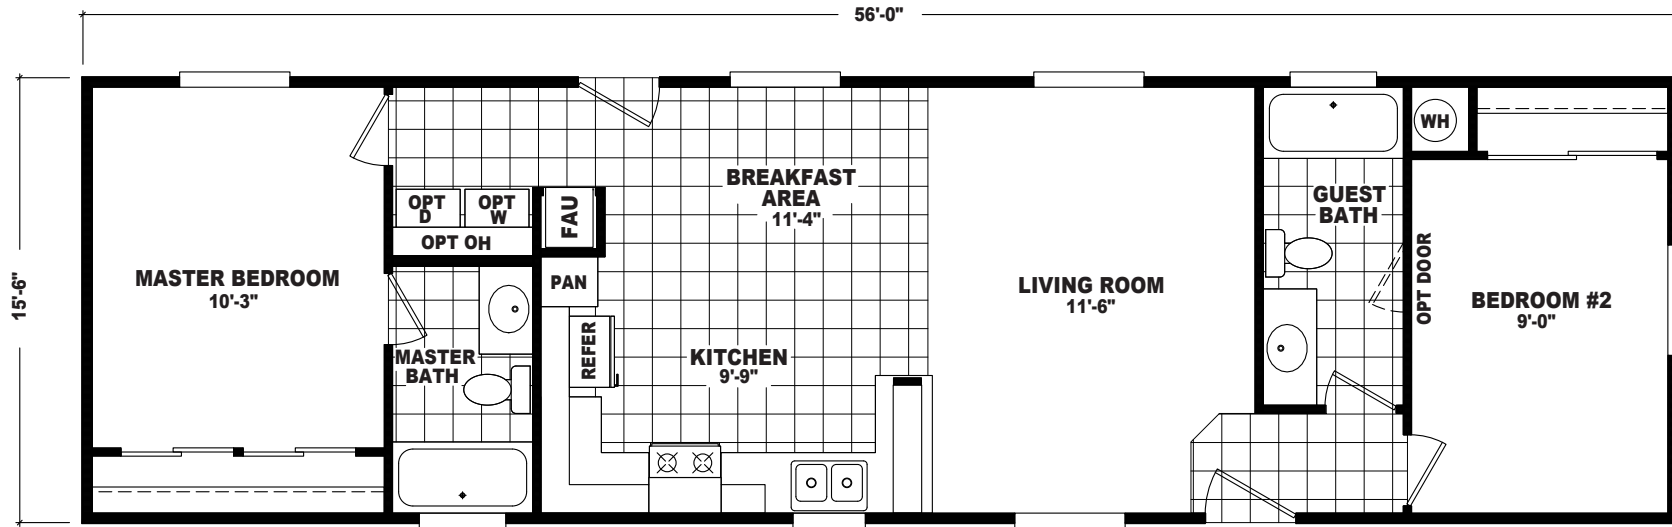 56'-0"
15'-6"
MASTER BEDROOM
10'-3"
OPT
D
OPT
W
OPT OH
FAU
MASTER
BATH
PAN
REFER
BREAKFAST
AREA
11'-4"
KITCHEN
9'-9"
LIVING ROOM
11'-6"
GUEST
BATH
OPT DOOR
WH
BEDROOM #2
9'-0"